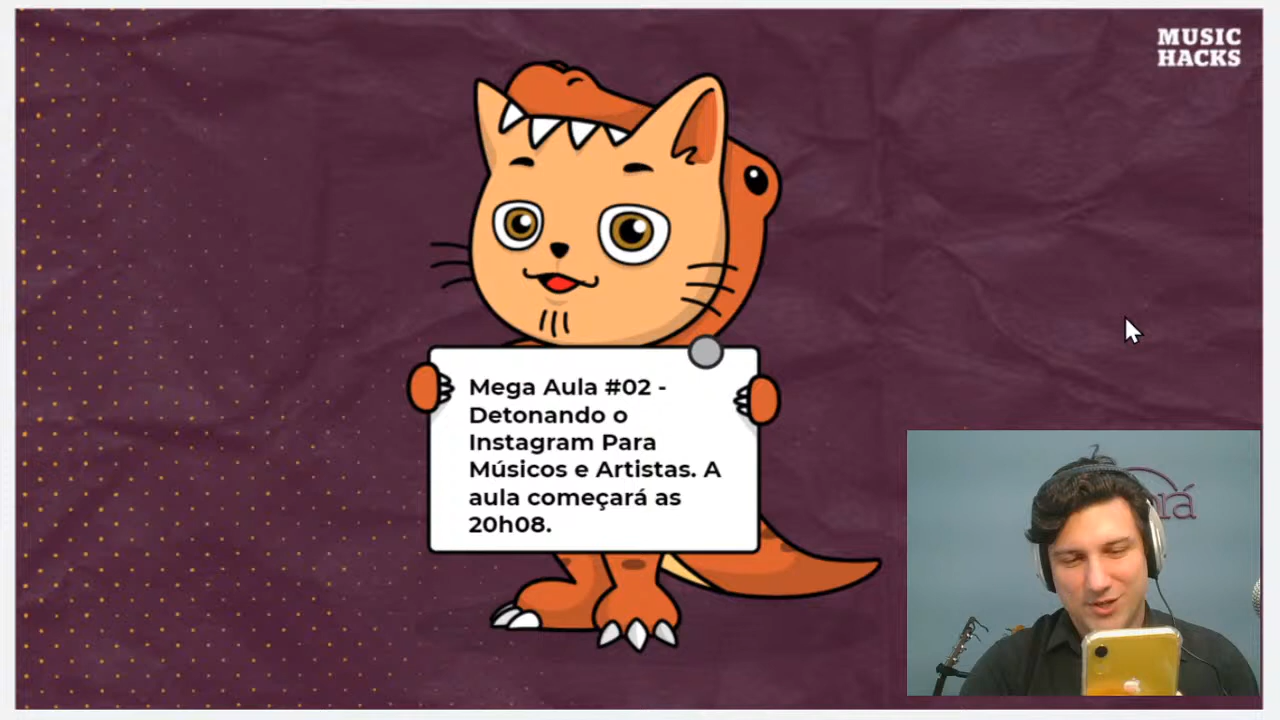 MUSIC
HACKS
Mega Aula #02 -
Detonando o
Instagram Para
Músicos e Artistas. A
aula começará as
20h08.